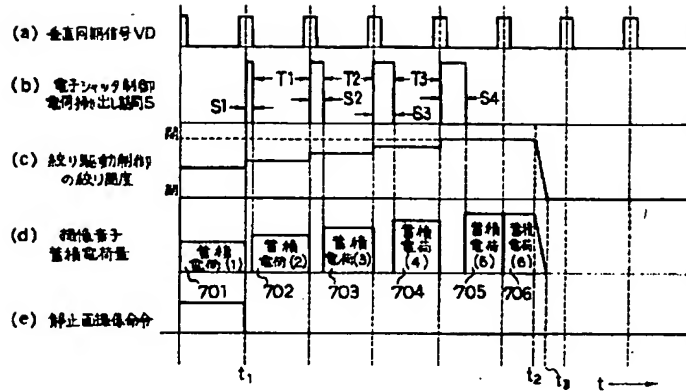 (a) 垂直同期信号VD
(b) 電子シャッタ制御
電荷掃き出し期間S
T1
T2
T3
S1
S2
S3
S4
開
(c) 絞り駆動制御
の絞り開度
閉
(d) 撮像素子
蓄積電荷量
蓄積
電荷(1)
蓄積
電荷(2)
蓄積
電荷(3)
蓄積
電荷
(4)
蓄積
電荷
(5)
蓄積
電荷
(6)
701
702
703
704
705
706
(e) 静止画撮像命令
t₁
t₂
t₃
t